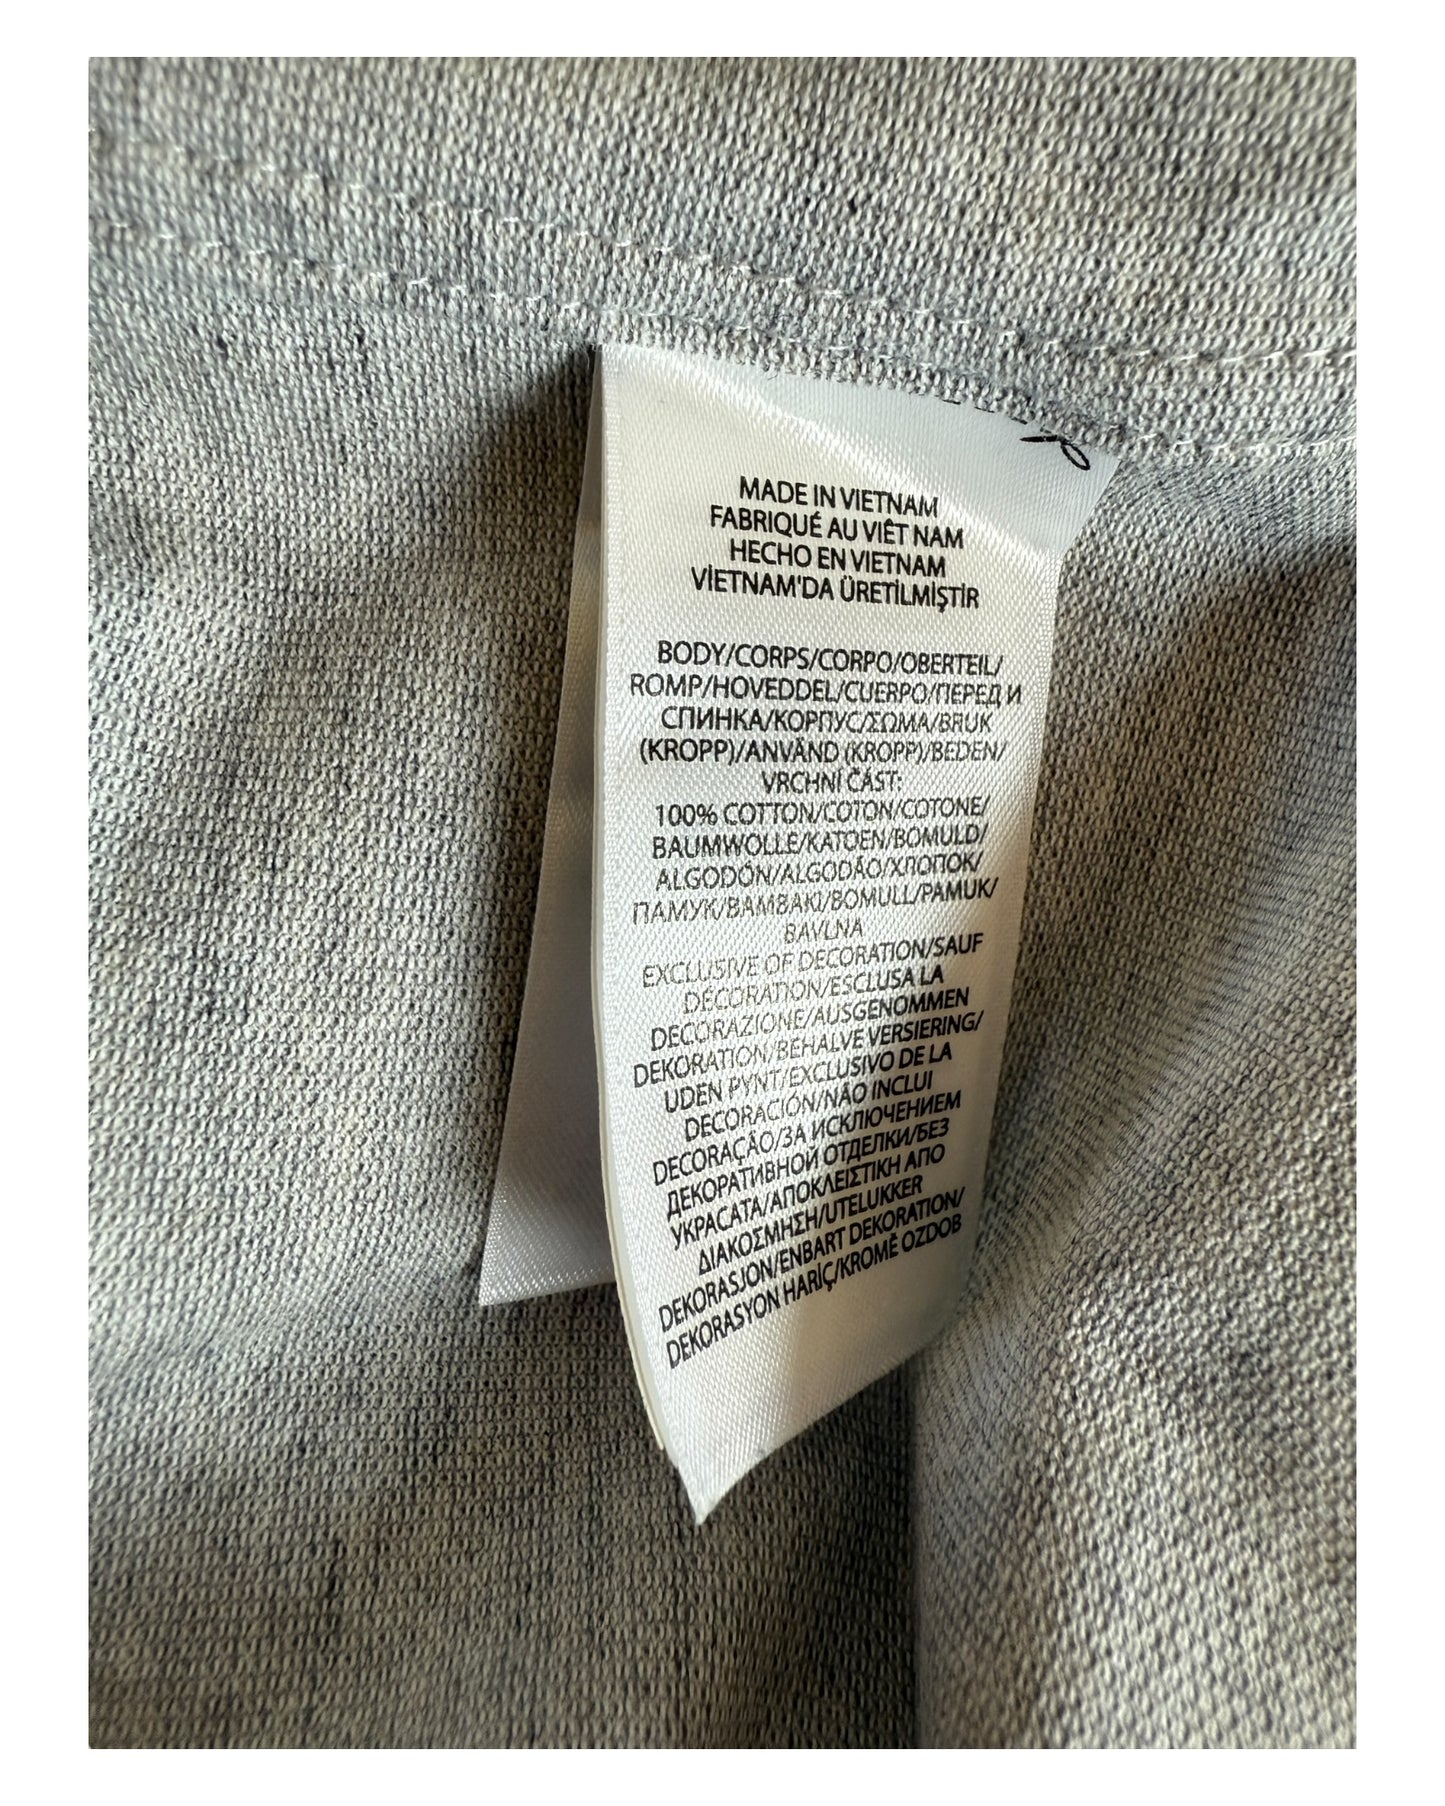 MADE IN VIETNAM
FABRIQUÉ AU VIÊT NAM
HECHO EN VIETNAM
VİETNAM'DA ÜRETİLMİŞTİR
BODY/CORPS/CORPO/OBERTEIL/
ROMP/HOVEDDEL/CUERPO/ПЕРЕД И
СПИНКА/КОРПУС/ΣΩΜΑ/BRUK
(KROPP)/ANVÄND (KROPP)/BEDEN/
VRCHNÍ ČÁST:
100% COTTON/COTON/COTONE/
BAUMWOLLE/KATOEN/BOMULD/
ALGODÓN/ALGODÃO/ХЛОПОК/
ПАМУК/ΒΑΜΒΑΚΙ/BOMULL/PAMUK/
BAVLNA
EXCLUSIVE OF DECORATION/SAUF
DÉCORATION/ESCLUSA LA
DECORAZIONE/AUSGENOMMEN
DEKORATION/BEHALVE VERSIERING/
UDEN PYNT/EXCLUSIVO DE LA
DECORACIÓN/NÃO INCLUI
DECORAÇÃO/ЗА ИСКЛЮЧЕНИЕМ
ДЕКОРАТИВНОЙ ОТДЕЛКИ/БЕЗ
УКРАСАТА/ΑΠΟΚΛΕΙΣΤΙΚΗ ΑΠΟ
ΔΙΑΚΟΣΜΗΣΗ/UTELUKKER
DEKORASJON/ENBART DEKORATION/
DEKORASYON HARİÇ/KROMĚ OZDOB